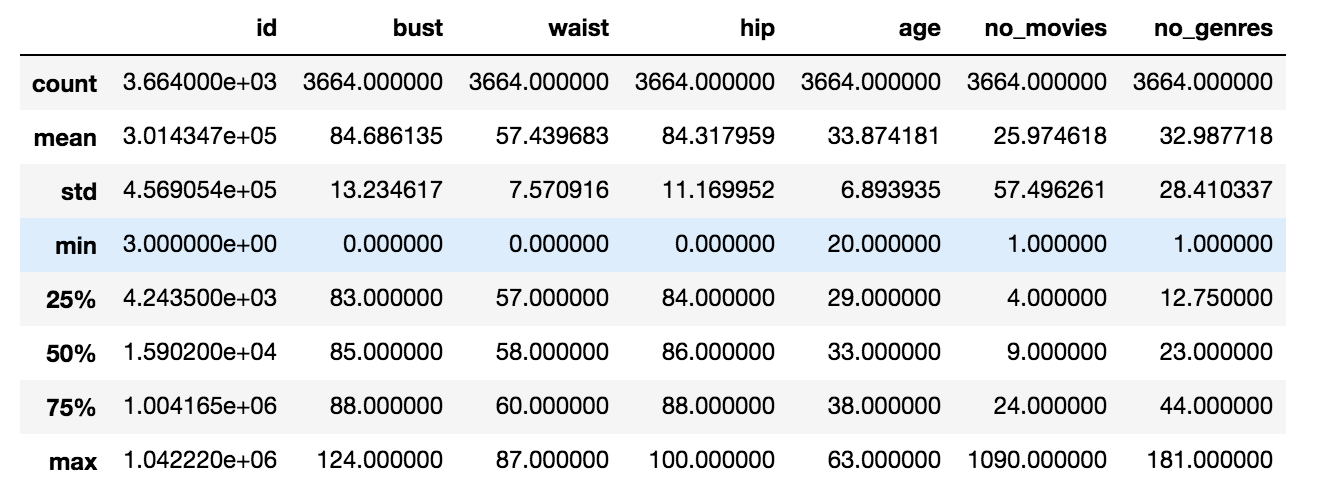 id bust waist hip age no_movies no_genres
count 3.664000e+03 3664.000000 3664.000000 3664.000000 3664.000000 3664.000000 3664.000000
mean 3.014347e+05 84.686135 57.439683 84.317959 33.874181 25.974618 32.987718
std 4.569054e+05 13.234617 7.570916 11.169952 6.893935 57.496261 28.410337
min 3.000000e+00 0.000000 0.000000 0.000000 20.000000 1.000000 1.000000
25% 4.243500e+03 83.000000 57.000000 84.000000 29.000000 4.000000 12.750000
50% 1.590200e+04 85.000000 58.000000 86.000000 33.000000 9.000000 23.000000
75% 1.004165e+06 88.000000 60.000000 88.000000 38.000000 24.000000 44.000000
max 1.042220e+06 124.000000 87.000000 100.000000 63.000000 1090.000000 181.000000